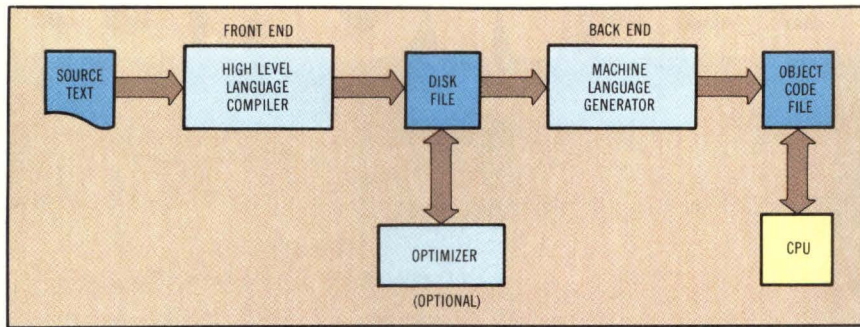 FRONT END
BACK END
SOURCE
TEXT
HIGH LEVEL
LANGUAGE
COMPILER
DISK
FILE
MACHINE
LANGUAGE
GENERATOR
OBJECT
CODE
FILE
OPTIMIZER
(OPTIONAL)
CPU